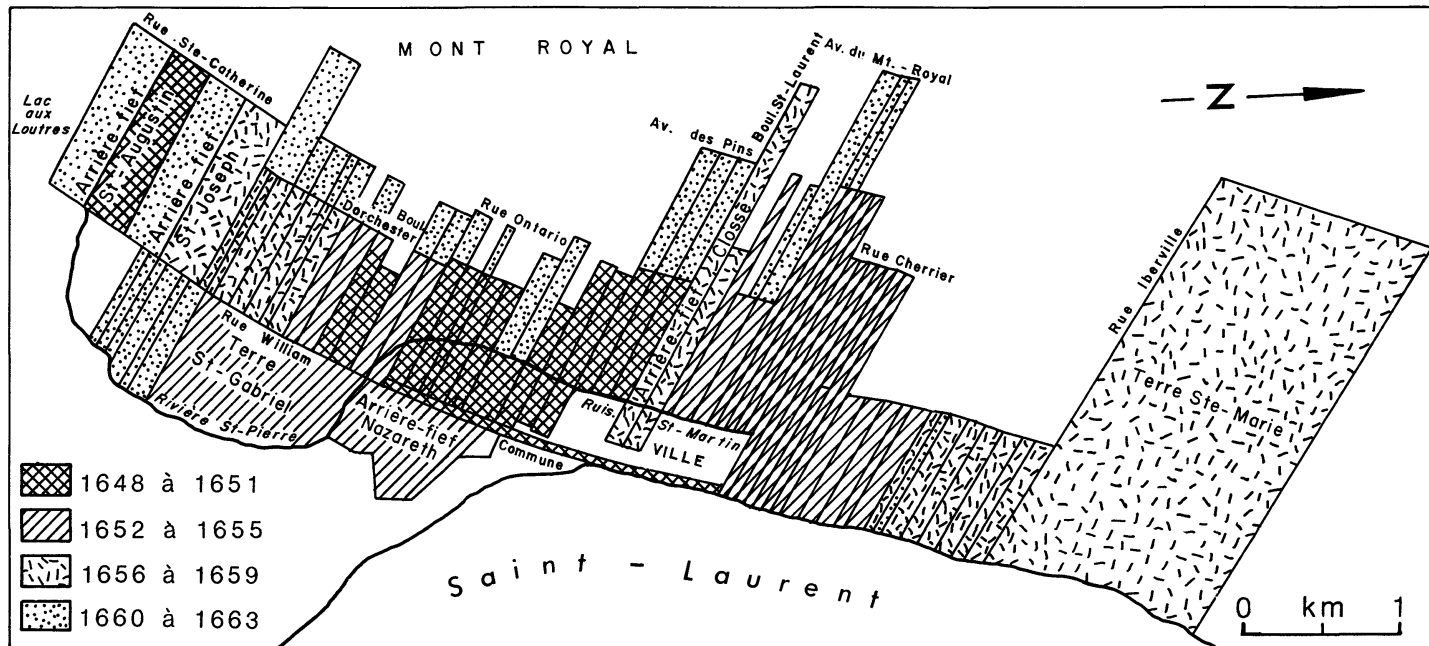 MONT ROYAL
Rue Ste-Catherine
Lac
aux
Loutres
Arrière fief
St. Augustin
Arrière fief
St. Joseph
Boul.
Dorchester
Rue Ontario
Av. des Pins
Boul. St-Laurent
Av. du Mt.-Royal
Arrière-fief Closse
Rue Cherrier
Rue Iberville
Terre Ste-Marie
N
Rue William
Terre
St-Gabriel
Rivière St-Pierre
Arrière-fief
Nazareth
Commune
Ruis. St-Martin
VILLE
Saint-Laurent
1648 à 1651
1652 à 1655
1656 à 1659
1660 à 1663
0 km 1